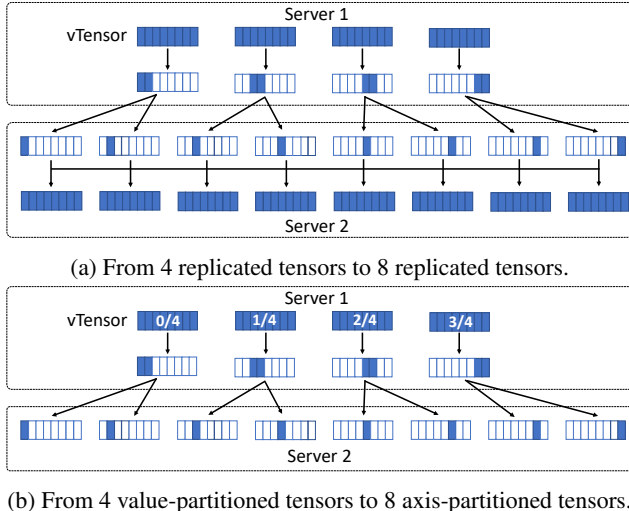 Server 1
vTensor
Server 2
(a) From 4 replicated tensors to 8 replicated tensors.
Server 1
vTensor 0/4 1/4 2/4 3/4
Server 2
(b) From 4 value-partitioned tensors to 8 axis-partitioned tensors.